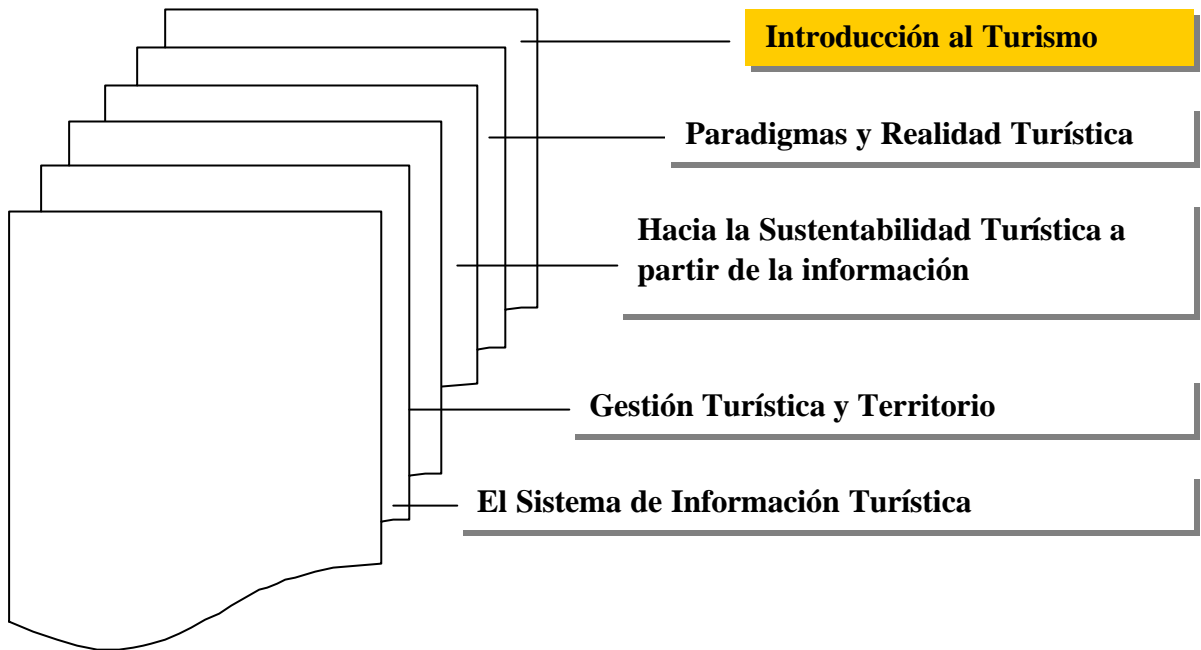 Introducción al Turismo
Paradigmas y Realidad Turística
Hacia la Sustentabilidad Turística a
partir de la información
Gestión Turística y Territorio
El Sistema de Información Turística